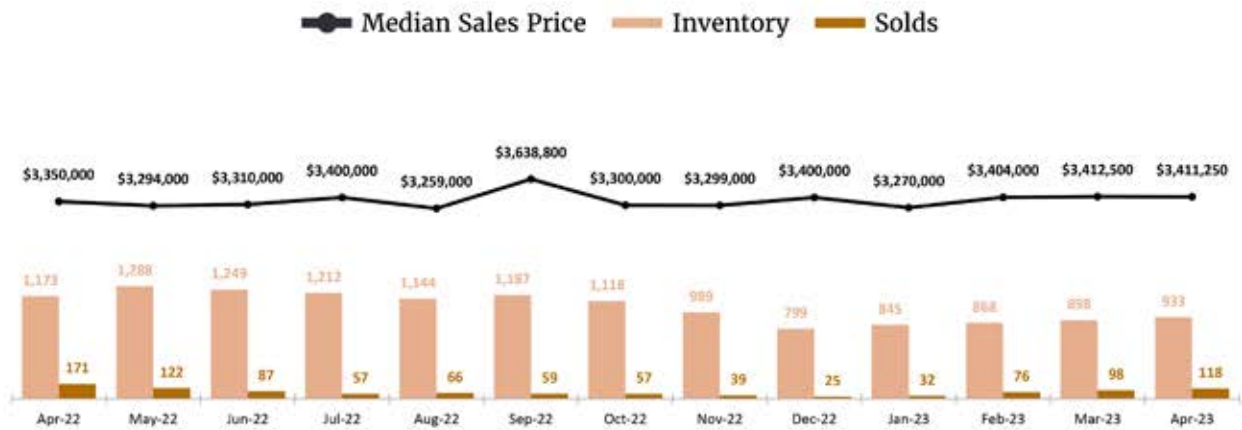 Median Sales Price Inventory Solds
$3,350,000 $3,294,000 $3,310,000 $3,400,000 $3,259,000 $3,638,800 $3,300,000 $3,299,000 $3,400,000 $3,270,000 $3,404,000 $3,412,500 $3,411,250
1,173 1,288 1,249 1,212 1,144 1,187 1,118 989 799 845 868 898 933
171 122 87 57 66 59 57 39 25 32 76 98 118
Apr-22 May-22 Jun-22 Jul-22 Aug-22 Sep-22 Oct-22 Nov-22 Dec-22 Jan-23 Feb-23 Mar-23 Apr-23